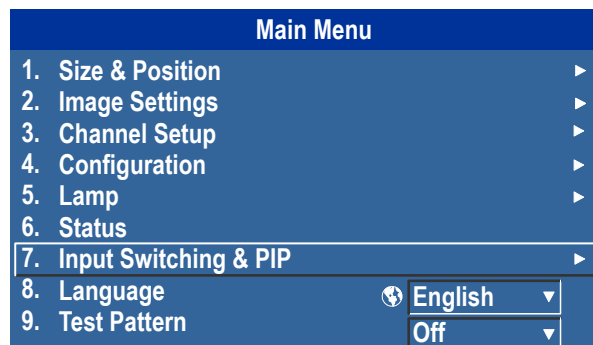 Main Menu
1. Size & Position
2. Image Settings
3. Channel Setup
4. Configuration
5. Lamp
6. Status
7. Input Switching & PIP
8. Language English
9. Test Pattern Off